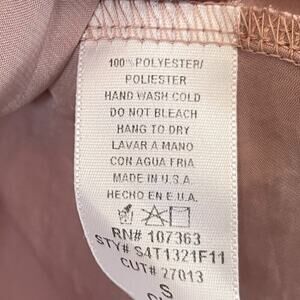 100% POLYESTER/
POLIESTER
HAND WASH COLD
DO NOT BLEACH
HANG TO DRY
LAVAR A MANO
CON AGUA FRIA
MADE IN U.S.A.
HECHO EN E.U.A.
RN# 107363
STY# S4T1321F11
CUT# 27013
S